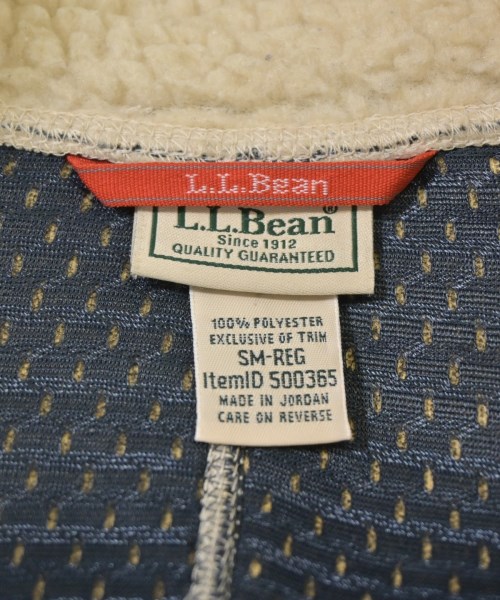 L.L.Bean
L.L.Bean
Since 1912
QUALITY GUARANTEED
100% POLYESTER
EXCLUSIVE OF TRIM
SM-REG
ItemID 500365
MADE IN JORDAN
CARE ON REVERSE